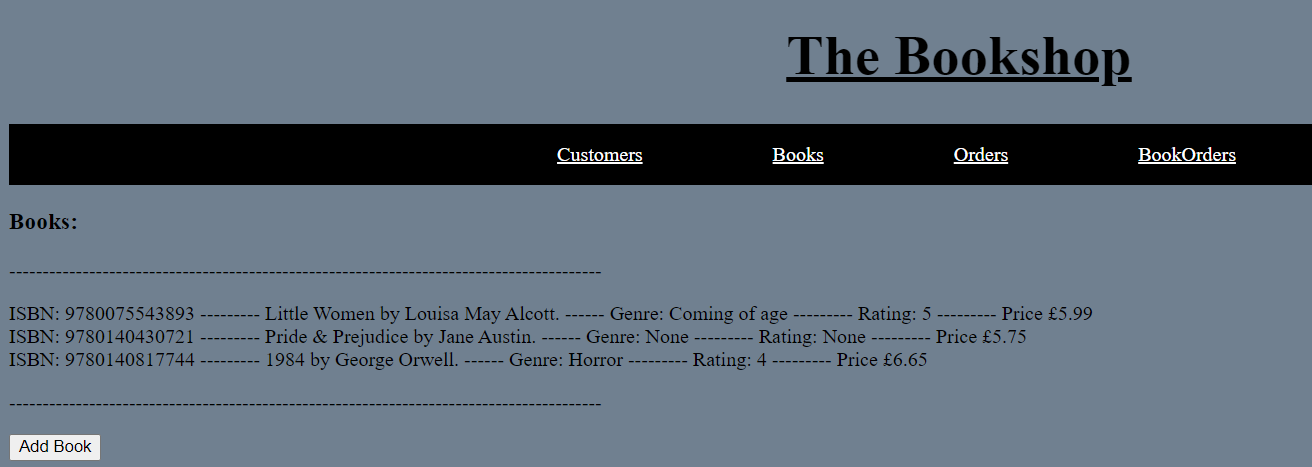 The Bookshop
Customers Books Orders BookOrders
Books:
-----------------------------------------------------------------------------------------
ISBN: 9780075543893 --------- Little Women by Louisa May Alcott. ------ Genre: Coming of age --------- Rating: 5 --------- Price £5.99
ISBN: 9780140430721 --------- Pride & Prejudice by Jane Austin. ------ Genre: None --------- Rating: None --------- Price £5.75
ISBN: 9780140817744 --------- 1984 by George Orwell. ------ Genre: Horror --------- Rating: 4 --------- Price £6.65
-----------------------------------------------------------------------------------------
Add Book